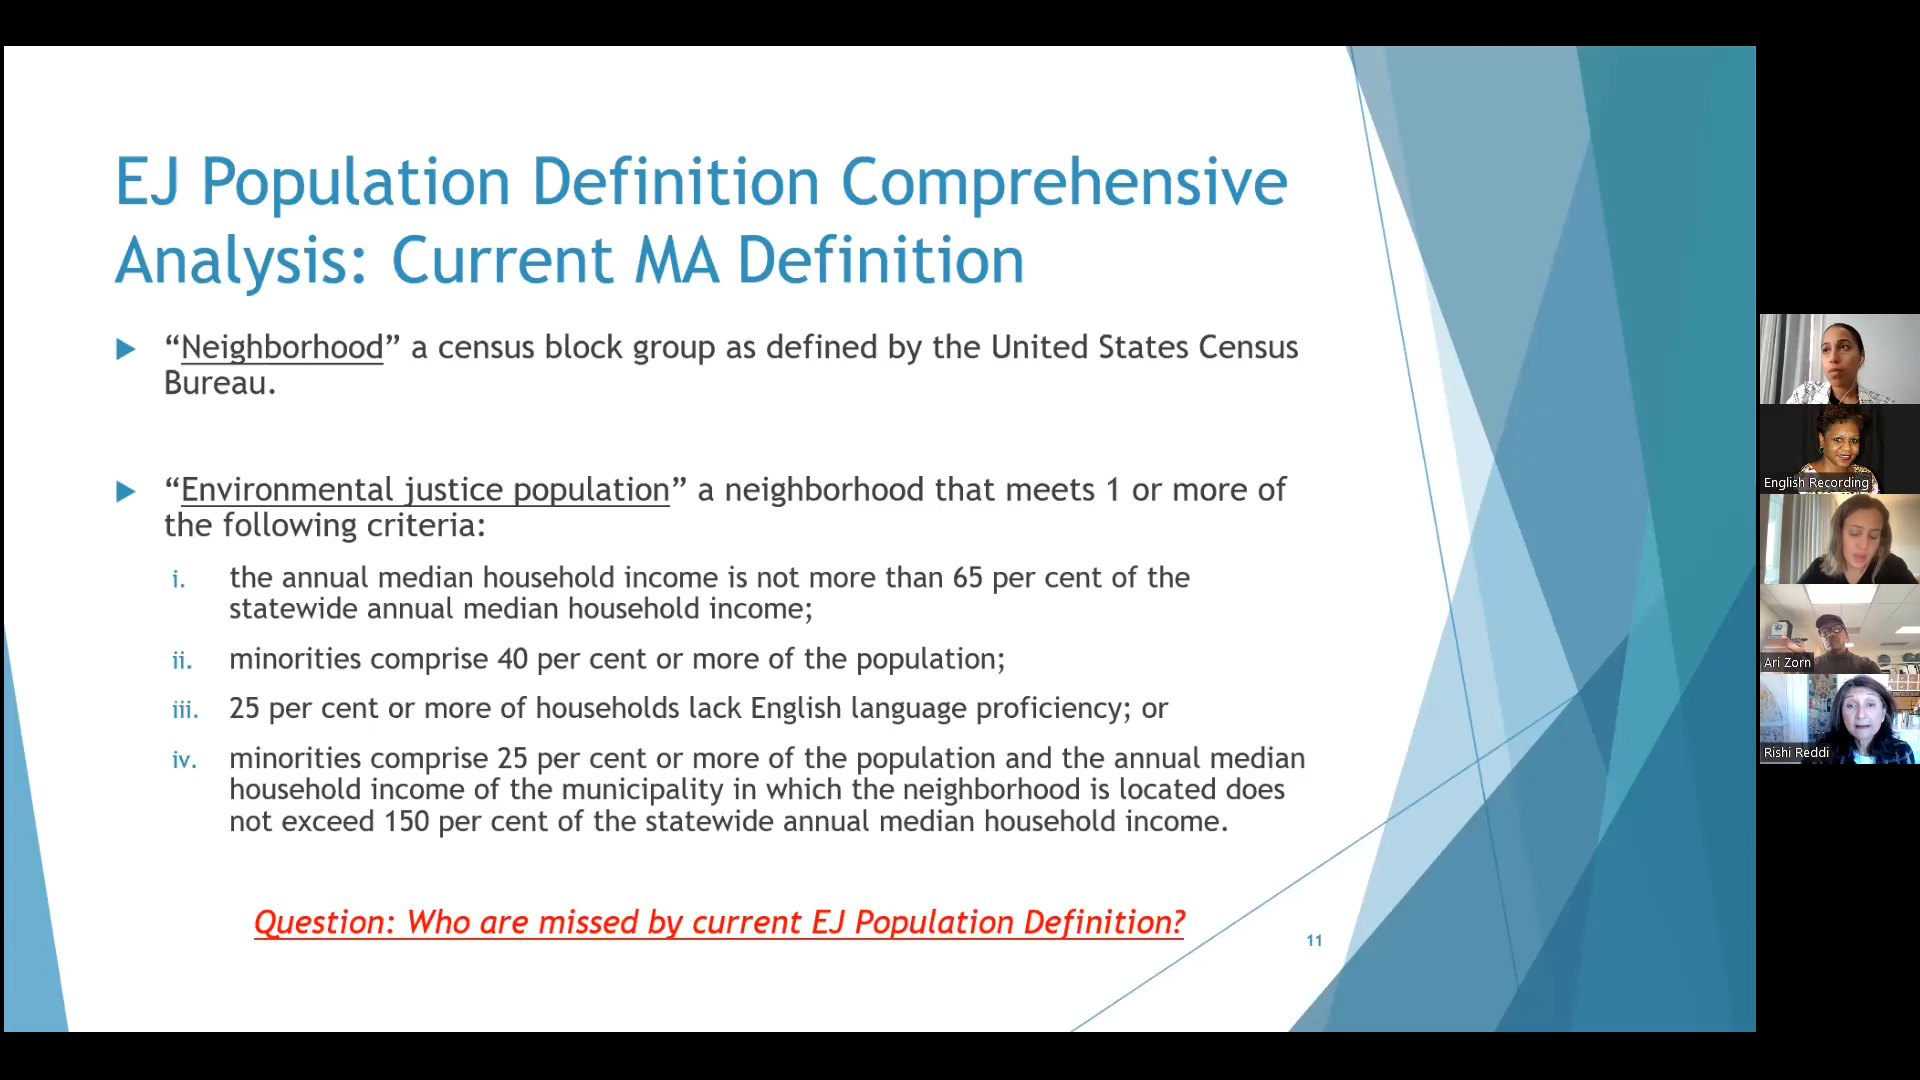 EJ Population Definition Comprehensive
Analysis: Current MA Definition
“Neighborhood” a census block group as defined by the United States Census
Bureau.
“Environmental justice population” a neighborhood that meets 1 or more of
the following criteria:
i. the annual median household income is not more than 65 per cent of the
statewide annual median household income;
ii. minorities comprise 40 per cent or more of the population;
iii. 25 per cent or more of households lack English language proficiency; or
iv. minorities comprise 25 per cent or more of the population and the annual median
household income of the municipality in which the neighborhood is located does
not exceed 150 per cent of the statewide annual median household income.
Question: Who are missed by current EJ Population Definition?
11
English Recording
Ari Zorn
Rishi Reddi